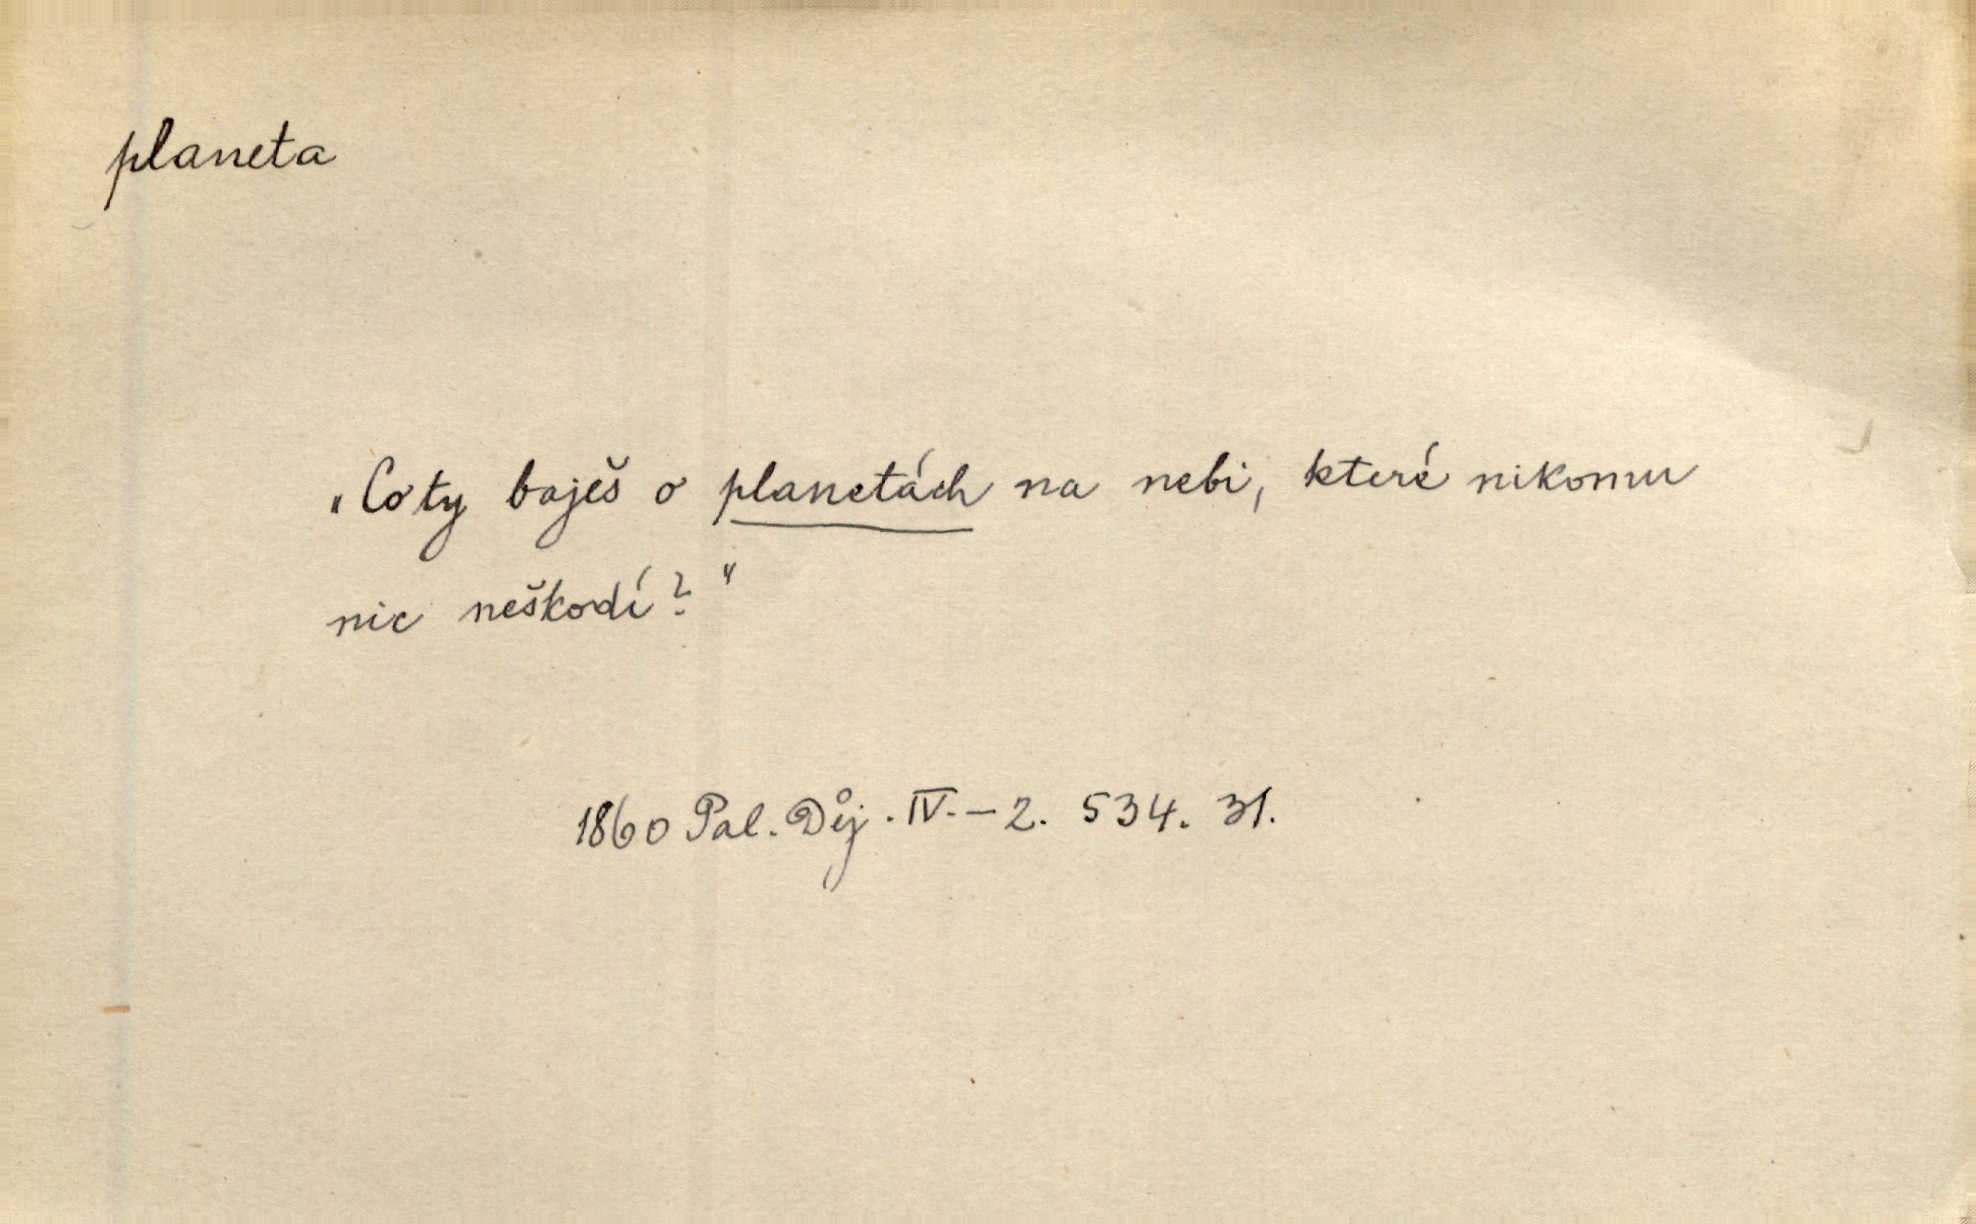 planeta
„Co ty baješ o planetách na nebi, které nikomu
nic neškodí?"
1860 Pal. Děj. IV.–2. 534. 31.